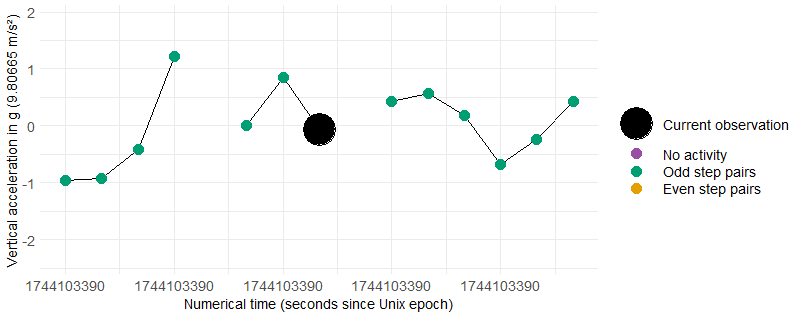 Vertical acceleration in g (9.80665 m/s²)
2
1
0
-1
-2
1744103390 1744103390 1744103390 1744103390 1744103390
Numerical time (seconds since Unix epoch)
Current observation
No activity
Odd step pairs
Even step pairs